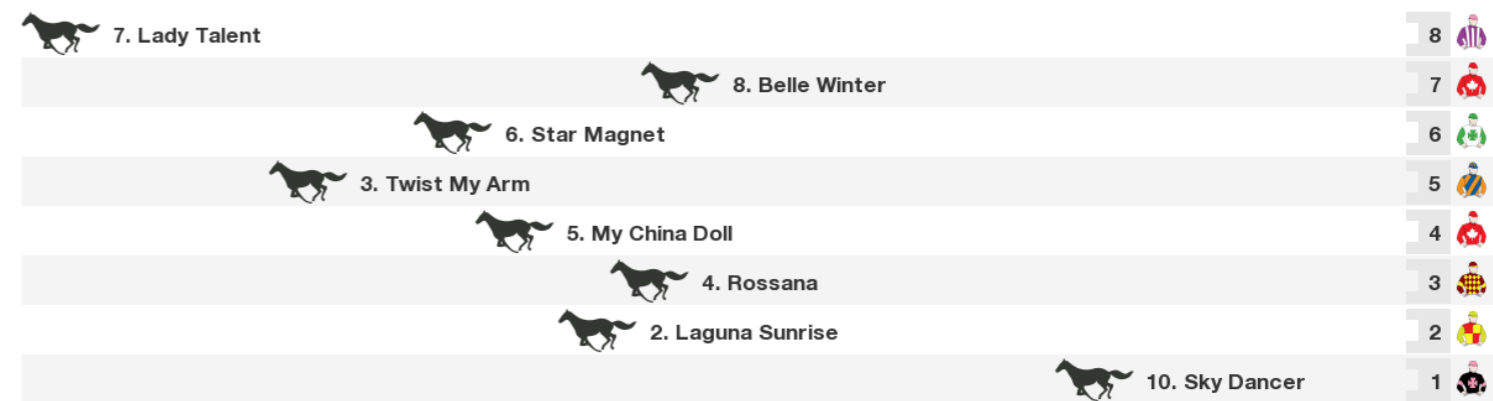 7. Lady Talent 8
8. Belle Winter 7
6. Star Magnet 6
3. Twist My Arm 5
5. My China Doll 4
4. Rossana 3
2. Laguna Sunrise 2
10. Sky Dancer 1